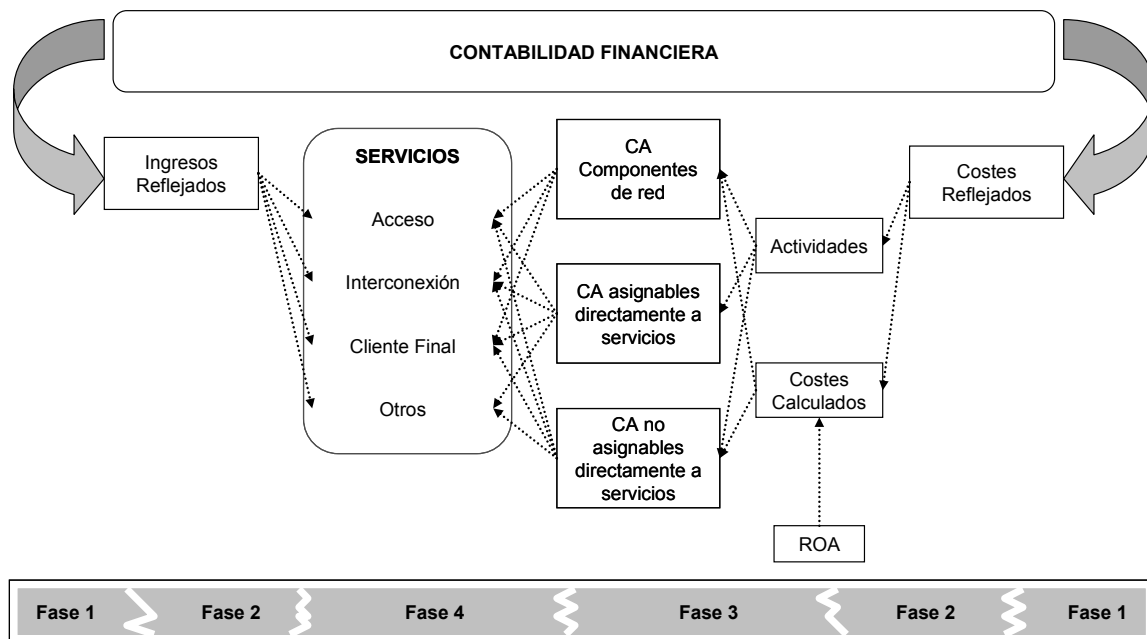 CONTABILIDAD FINANCIERA
Ingresos
Reflejados
SERVICIOS
Acceso
Interconexión
Cliente Final
Otros
CA
Componentes
de red
CA asignables
directamente a
servicios
CA no
asignables
directamente a
servicios
Actividades
Costes
Calculados
ROA
Costes
Reflejados
Fase 1
Fase 2
Fase 4
Fase 3
Fase 2
Fase 1